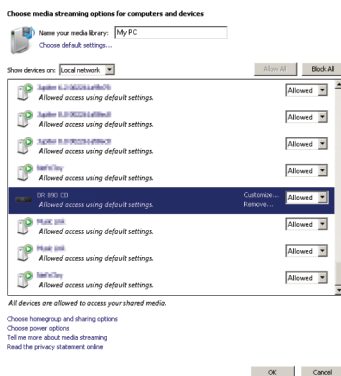 Choose media streaming options for computers and devices
Name your media library: My PC
Choose default settings...
Show devices on: Local network Allow All Block All
Allowed
Allowed access using default settings.
Allowed
Allowed access using default settings.
Allowed
Allowed access using default settings.
Allowed
Allowed access using default settings.
DR 890 CD Customize... Allowed
Allowed access using default settings. Remove...
Allowed
Allowed access using default settings.
Allowed
Allowed access using default settings.
Allowed
Allowed access using default settings.
All devices are allowed to access your shared media.
Choose homegroup and sharing options
Choose power options
Tell me more about media streaming
Read the privacy statement online
OK Cancel